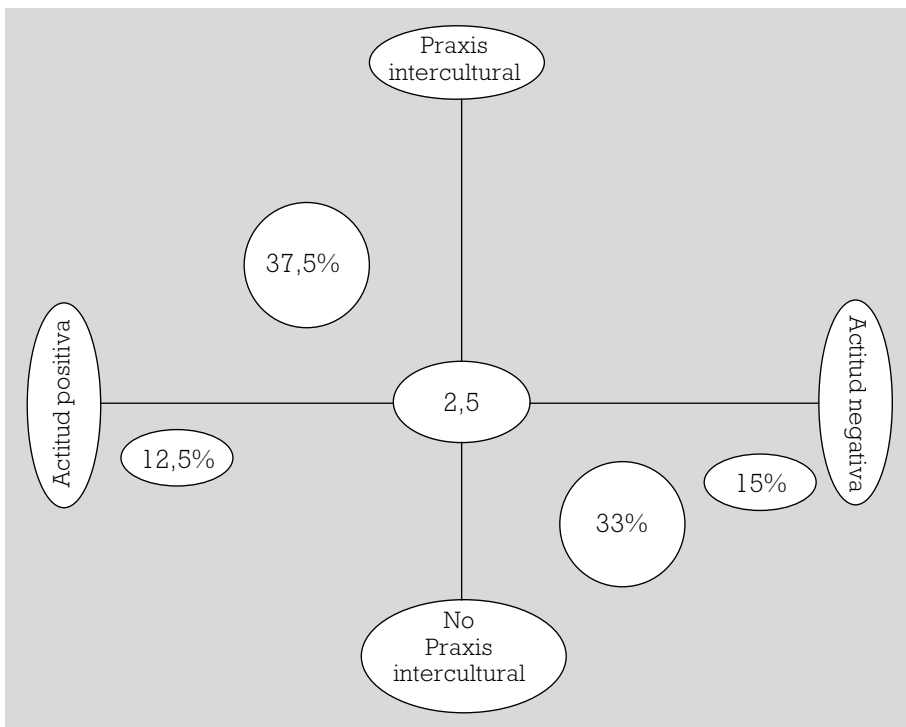 Praxis
intercultural
37,5%
Actitud positiva
2,5
Actitud negativa
12,5%
15%
33%
No
Praxis
intercultural